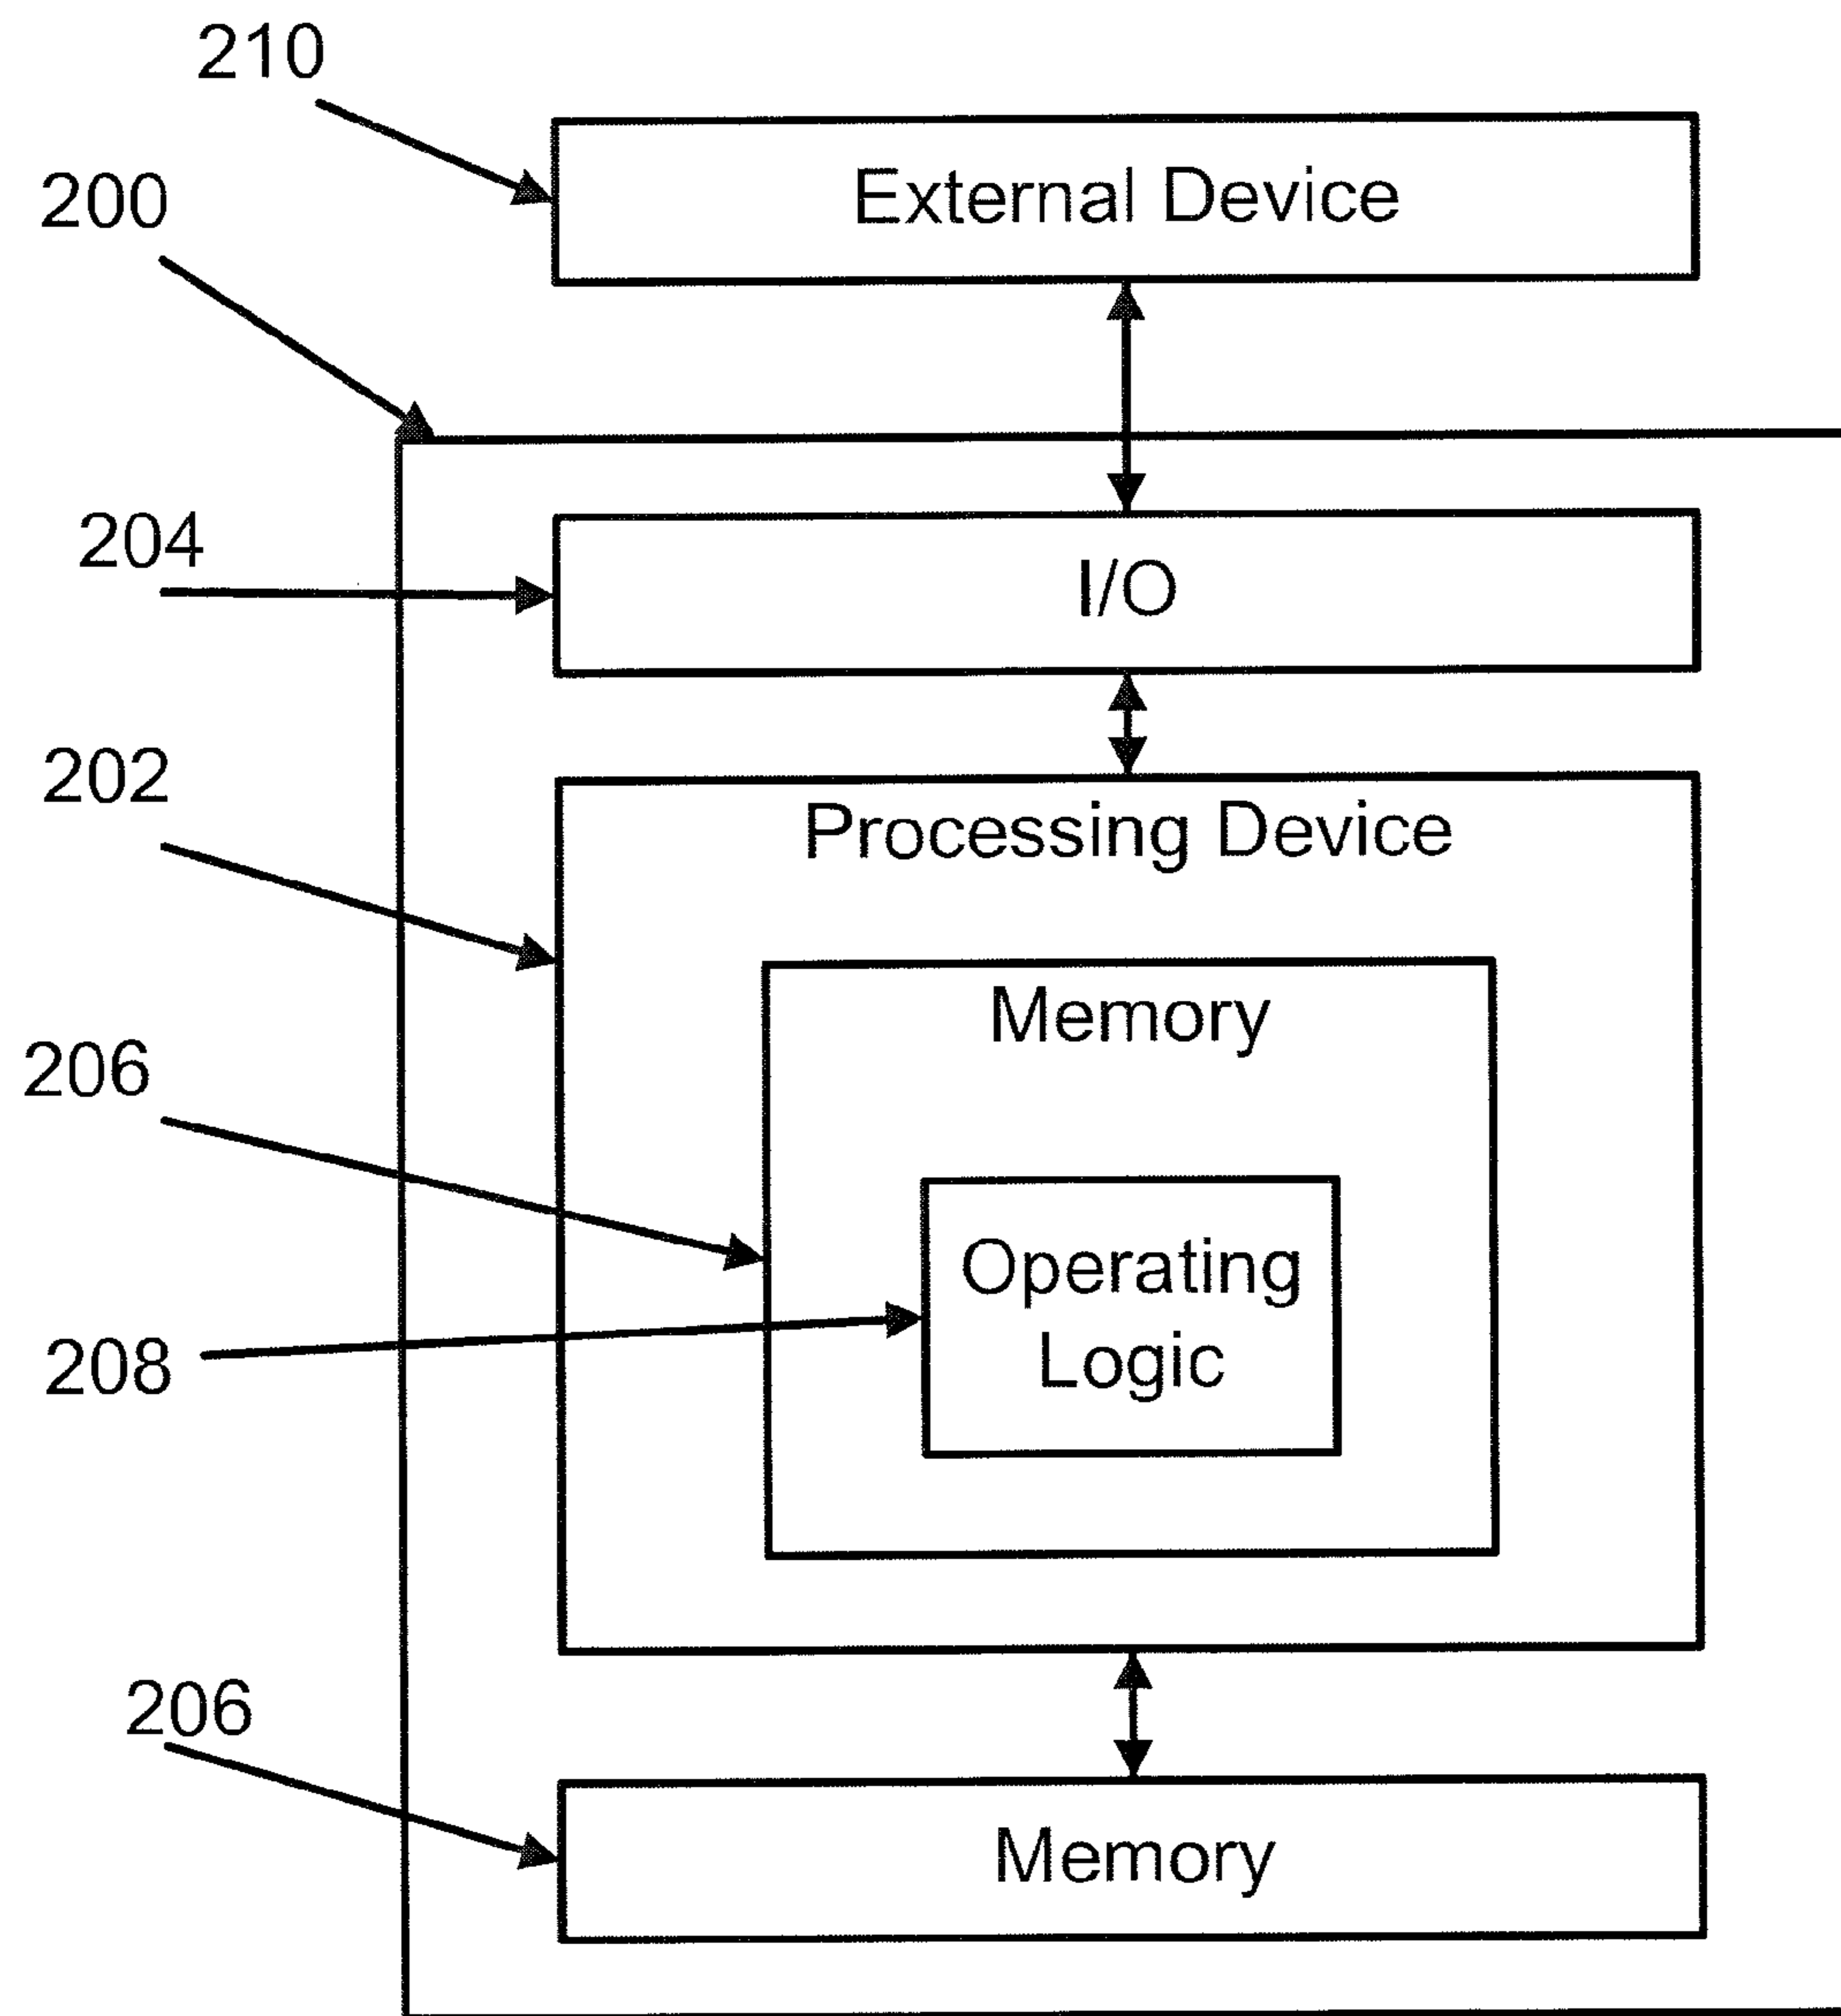 210
External Device
200
204
I/O
202
Processing Device
Memory
206
Operating
Logic
208
206
Memory